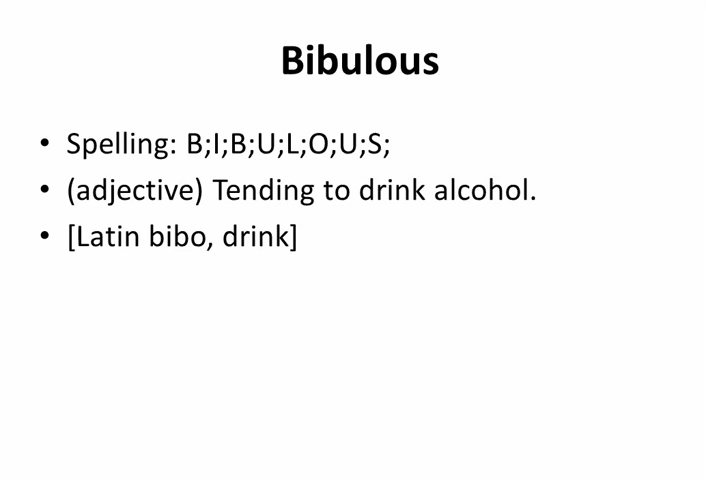 Bibulous
• Spelling: B;I;B;U;L;O;U;S;
• (adjective) Tending to drink alcohol.
• [Latin bibo, drink]